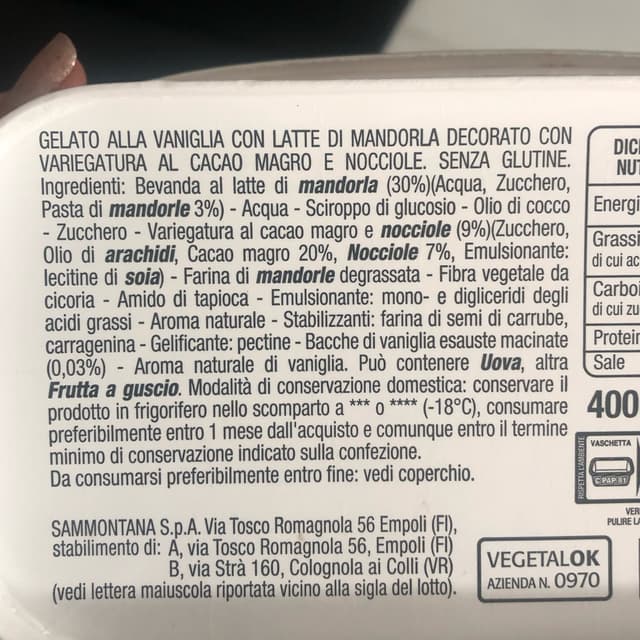 GELATO ALLA VANIGLIA CON LATTE DI MANDORLA DECORATO CON
VARIEGATURA AL CACAO MAGRO E NOCCIOLE. SENZA GLUTINE.
Ingredienti: Bevanda al latte di mandorla (30%)(Acqua, Zucchero,
Pasta di mandorle 3%) - Acqua - Sciroppo di glucosio - Olio di cocco
- Zucchero - Variegatura al cacao magro e nocciole (9%)(Zucchero,
Olio di arachidi, Cacao magro 20%, Nocciole 7%, Emulsionante:
lecitine di soia) - Farina di mandorle degrassata - Fibra vegetale da
cicoria - Amido di tapioca - Emulsionante: mono- e digliceridi degli
acidi grassi - Aroma naturale - Stabilizzanti: farina di semi di carrube,
carragenina - Gelificante: pectine - Bacche di vaniglia esauste macinate
(0,03%) - Aroma naturale di vaniglia. Può contenere Uova, altra
Frutta a guscio. Modalità di conservazione domestica: conservare il
prodotto in frigorifero nello scomparto a *** o **** (-18°C), consumare
preferibilmente entro 1 mese dall'acquisto e comunque entro il termine
minimo di conservazione indicato sulla confezione.
Da consumarsi preferibilmente entro fine: vedi coperchio.
SAMMONTANA S.p.A. Via Tosco Romagnola 56 Empoli (FI),
stabilimento di: A, via Tosco Romagnola 56, Empoli (FI)
B, via Strà 160, Colognola ai Colli (VR)
(vedi lettera maiuscola riportata vicino alla sigla del lotto).
VEGETALOK
AZIENDA N. 0970
DICH
NUT
Energi
Grassi
di cui ac
Carboi
di cui zu
Protein
Sale
400
RISPETTA L'AMBIENTE
VASCHETTA
C/PAP 81
VER
PULIRE LA